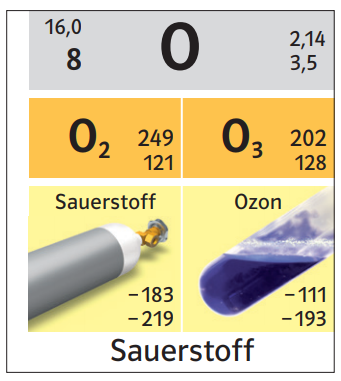 16,0
8
O
2,14
3,5
O₂ 249
121
O₃ 202
128
Sauerstoff
−183
−219
Ozon
−111
−193
Sauerstoff